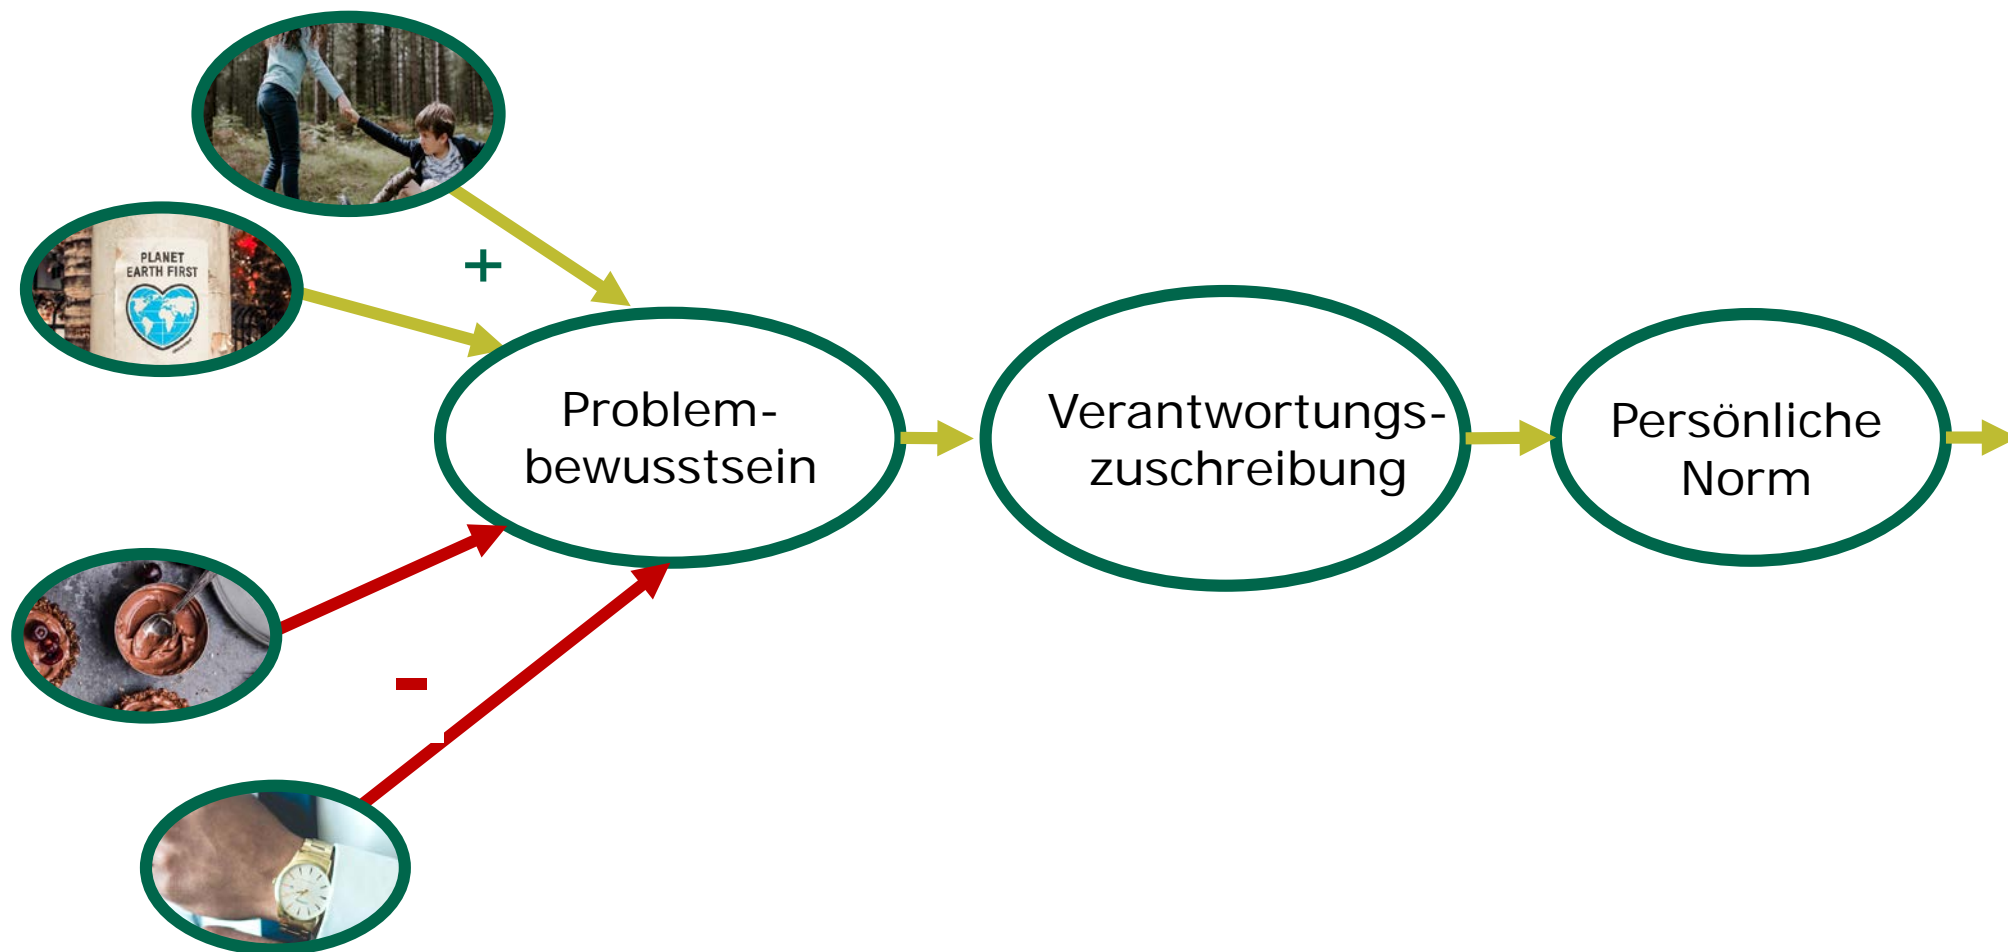 PLANET
EARTH FIRST
+
Problem-
bewusstsein
Verantwortungs-
zuschreibung
Persönliche
Norm
-